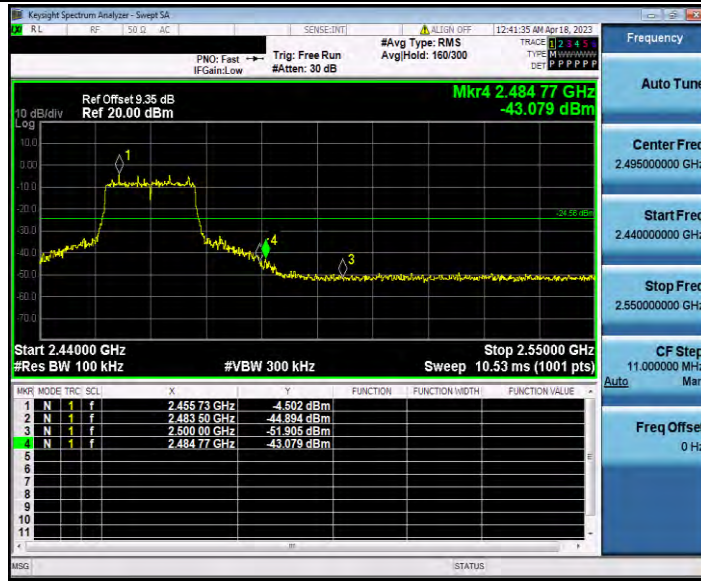 Keysight Spectrum Analyzer - Swept SA
RL RF 50 Ω AC SENSE:INT ALIGN OFF 12:41:35 AM Apr 18, 2023
#Avg Type: RMS TRACE 1 2 3 4 5 6
PNO: Fast Trig: Free Run Avg|Hold: 160/300 TYPE M
IFGain:Low #Atten: 30 dB DET P P P P P P
Mkr4 2.484 77 GHz
Ref Offset 9.35 dB
10 dB/div Ref 20.00 dBm -43.079 dBm
Log
10.0
0.00
-10.0
-20.0
-24.56 dBm
-30.0
-40.0
-50.0
-60.0
-70.0
1
4
3
Start 2.44000 GHz Stop 2.55000 GHz
#Res BW 100 kHz #VBW 300 kHz Sweep 10.53 ms (1001 pts)
MKR MODE TRC SCL X Y FUNCTION FUNCTION WIDTH FUNCTION VALUE
1 N 1 f 2.455 73 GHz -4.502 dBm
2 N 1 f 2.483 50 GHz -44.894 dBm
3 N 1 f 2.500 00 GHz -51.905 dBm
4 N 1 f 2.484 77 GHz -43.079 dBm
5
6
7
8
9
10
11
MSG STATUS
Frequency
Auto Tune
Center Freq
2.495000000 GHz
Start Freq
2.440000000 GHz
Stop Freq
2.550000000 GHz
CF Step
11.000000 MHz
Auto Man
Freq Offset
0 Hz